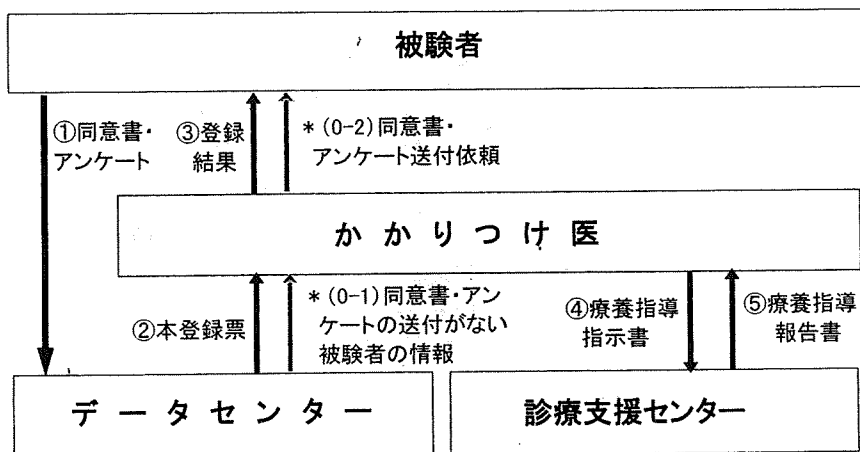 被験者
①同意書・
アンケート
③登録
結果
*(0-2)同意書・
アンケート送付依頼
かかりつけ医
②本登録票
*(0-1)同意書・アン
ケートの送付がない
被験者の情報
④療養指導
指示書
⑤療養指導
報告書
データセンター
診療支援センター